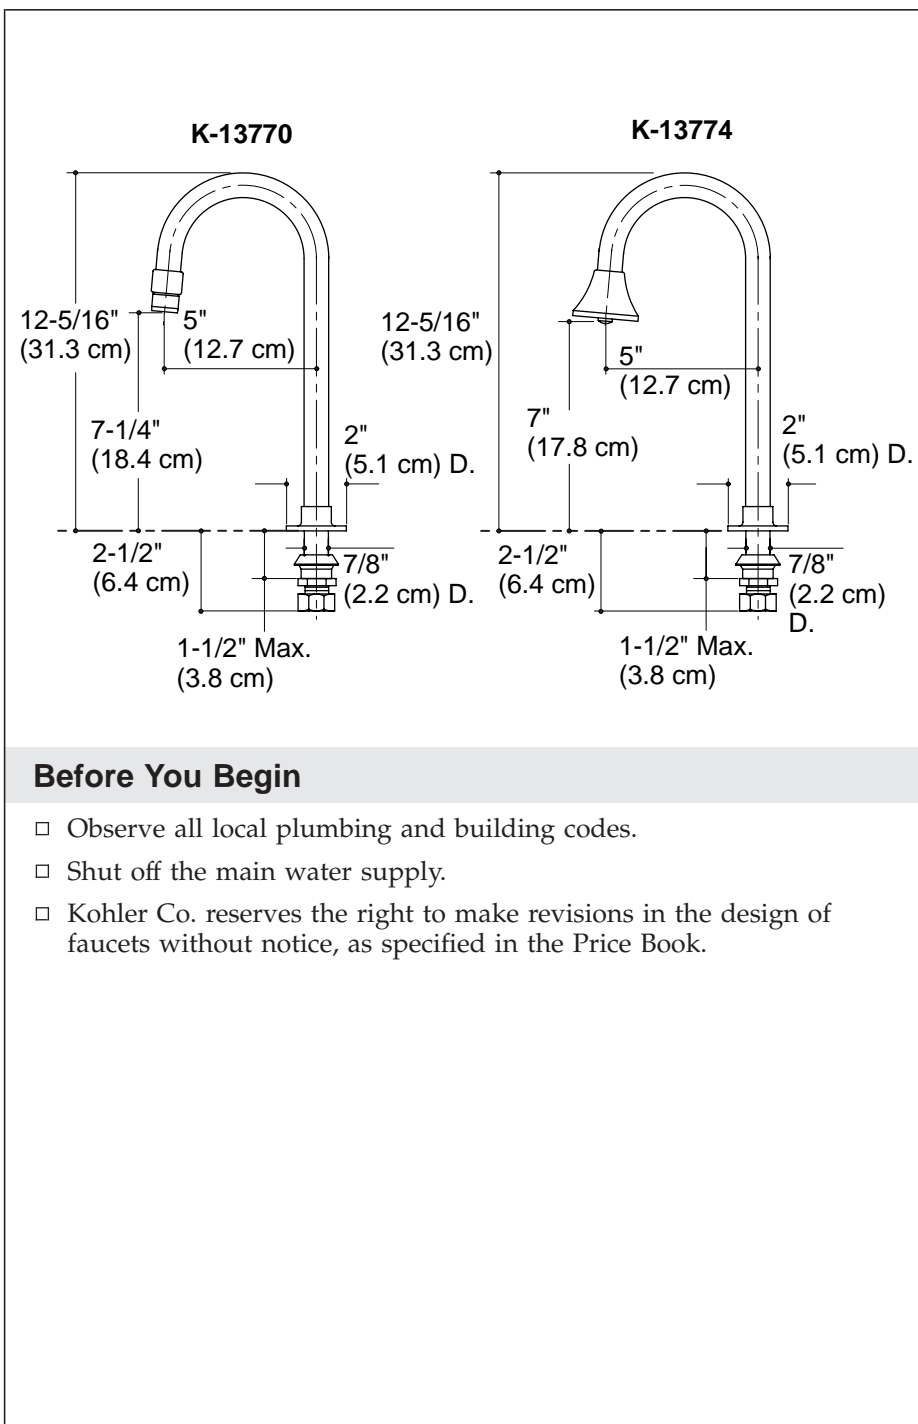 K-13770
12-5/16"
(31.3 cm)
5"
(12.7 cm)
7-1/4"
(18.4 cm)
2"
(5.1 cm) D.
2-1/2"
(6.4 cm)
7/8"
(2.2 cm) D.
1-1/2" Max.
(3.8 cm)
K-13774
12-5/16"
(31.3 cm)
5"
(12.7 cm)
7"
(17.8 cm)
2"
(5.1 cm) D.
2-1/2"
(6.4 cm)
7/8"
(2.2 cm)
D.
1-1/2" Max.
(3.8 cm)
Before You Begin
□ Observe all local plumbing and building codes.
□ Shut off the main water supply.
□ Kohler Co. reserves the right to make revisions in the design of
faucets without notice, as specified in the Price Book.